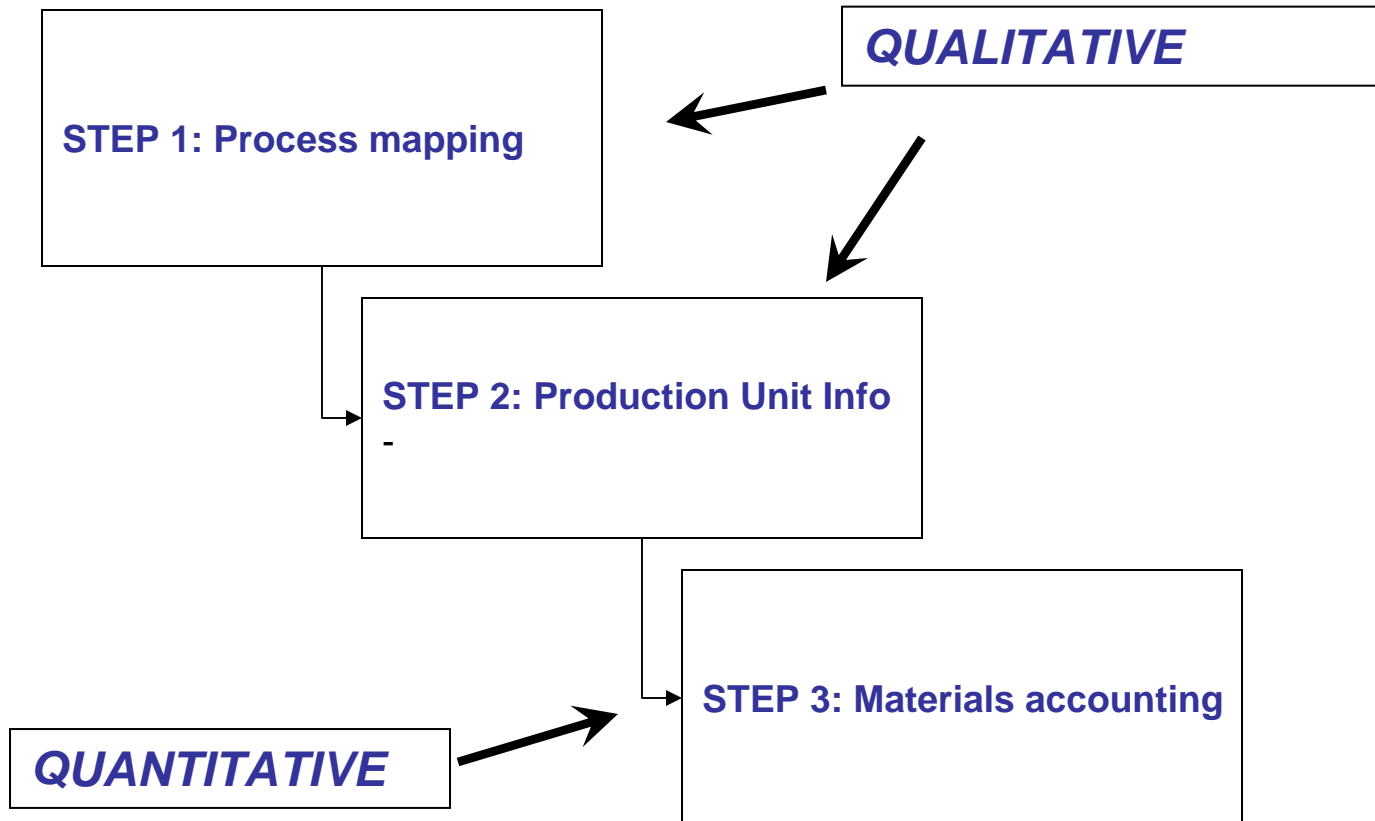 QUALITATIVE
STEP 1: Process mapping
STEP 2: Production Unit Info
-
STEP 3: Materials accounting
QUANTITATIVE